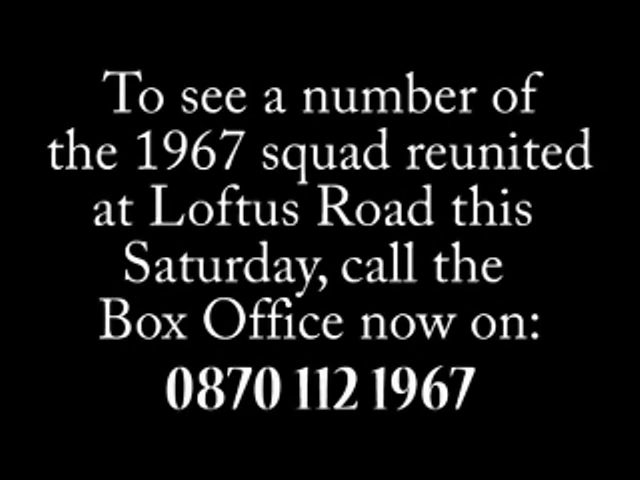 To see a number of
the 1967 squad reunited
at Loftus Road this
Saturday, call the
Box Office now on:
0870 112 1967